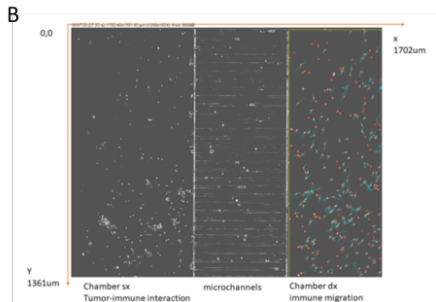 B
0,0
x
1702um
Y
1361um
Chamber sx
Tumor-immune interaction
microchannels
Chamber dx
immune migration